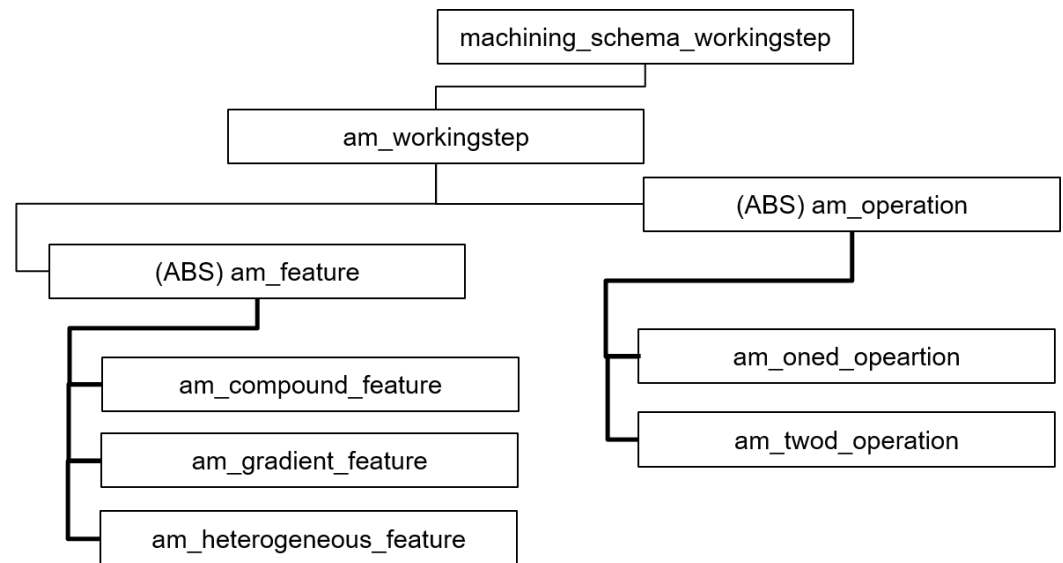 machining_schema_workingstep
am_workingstep
(ABS) am_operation
(ABS) am_feature
am_oned_opeartion
am_compound_feature
am_twod_operation
am_gradient_feature
am_heterogeneous_feature